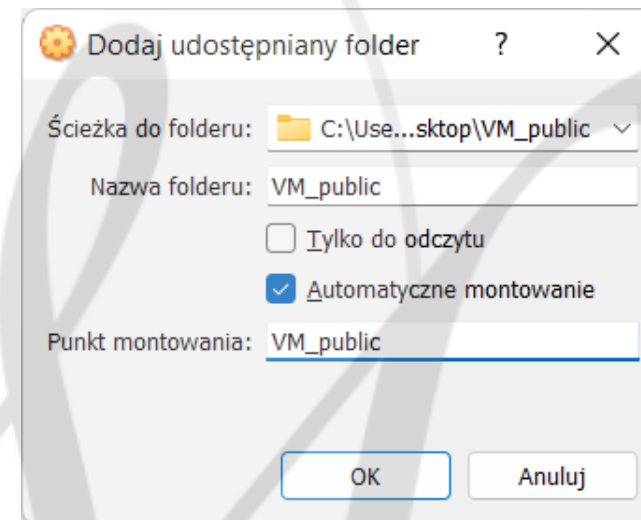 Dodaj udostępniany folder ? ✕
Ścieżka do folderu: C:\Use...sktop\VM_public
Nazwa folderu: VM_public
Tylko do odczytu
Automatyczne montowanie
Punkt montowania: VM_public
OK Anuluj